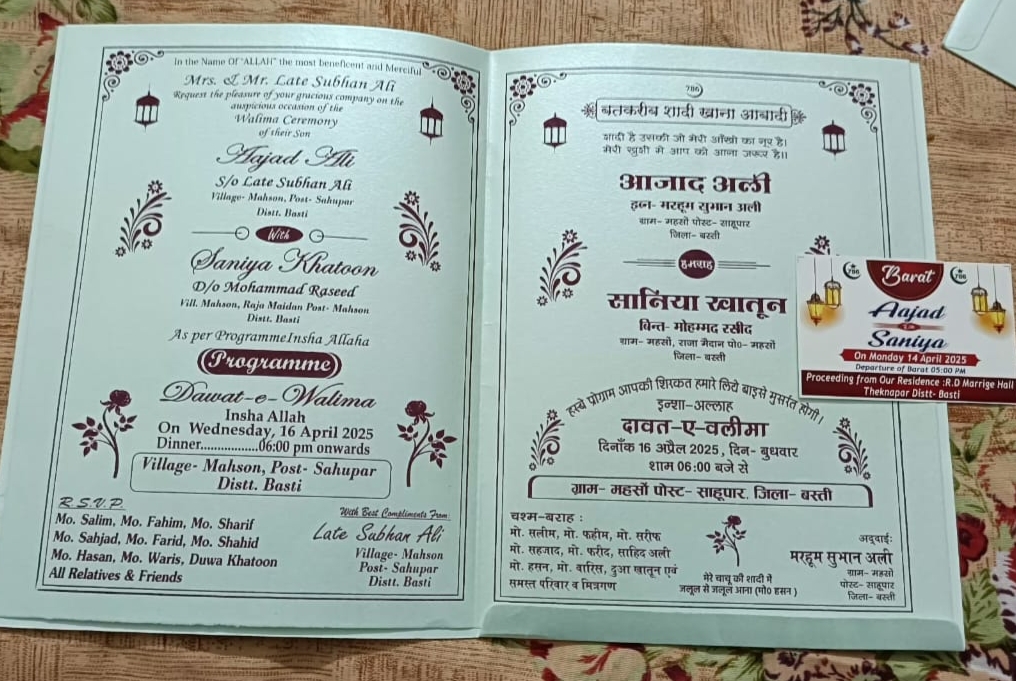 In the Name Of "ALLAH" the most beneficent and Merciful
Mrs. & Mr. Late Subhan Ali
Request the pleasure of your gracious company on the
auspicious occasion of the
Walima Ceremony
of their Son
Aajad Ali
S/o Late Subhan Ali
Village- Mahson, Post- Sahupar
Distt. Basti
With
Saniya Khatoon
D/o Mohammad Raseed
Vill. Mahson, Raja Maidan Post- Mahson
Distt. Basti
As per ProgrammeInsha Allaha
Programme
Dawat-e-Walima
Insha Allah
On Wednesday, 16 April 2025
Dinner..................06:00 pm onwards
Village- Mahson, Post- Sahupar
Distt. Basti
R.S.V.P.
Mo. Salim, Mo. Fahim, Mo. Sharif
Mo. Sahjad, Mo. Farid, Mo. Shahid
Mo. Hasan, Mo. Waris, Duwa Khatoon
All Relatives & Friends
With Best Compliments From:
Late Subhan Ali
Village- Mahson
Post- Sahupar
Distt. Basti
786
बतकरीब शादी खाना आबादी
शादी है उसकी जो मेरी आँखों का नूर है।
मेरी खुशी में आप को आना जरूर है।।
आजाद अली
इब्न- मरहूम सुभान अली
ग्राम- महसों पोस्ट- साहूपार
जिला- बस्ती
हमराह
सानिया खातून
बिन्त- मोहम्मद रसीद
ग्राम- महसों, राजा मैदान पो०- महसों
जिला- बस्ती
हस्बे प्रोग्राम आपकी शिरकत हमारे लिये बाइसे मुसर्रत होगी।
इन्शा-अल्लाह
दावत-ए-वलीमा
दिनाँक 16 अप्रैल 2025, दिन- बुधवार
शाम 06:00 बजे से
ग्राम- महसों पोस्ट- साहूपार, जिला- बस्ती
चश्म-बराह :
मो. सलीम, मो. फहीम, मो. सरीफ
मो. सहजाद, मो. फरीद, साहिद अली
मो. हसन, मो. वारिस, दुआ खातून एवं
समस्त परिवार व मित्रगण
मेरे चाचू की शादी में
जलूल से जलूल आना (मो० हसन)
मरहूम सुभान अली
ग्राम- महसों
पोस्ट- साहूपार
जिला- बस्ती
786
Barat
786
Aajad
Saniya
On Monday 14 April 2025
Departure of Barat 05:00 PM
Proceeding from Our Residence :R.D Marrige Hall
Theknapar Distt- Basti